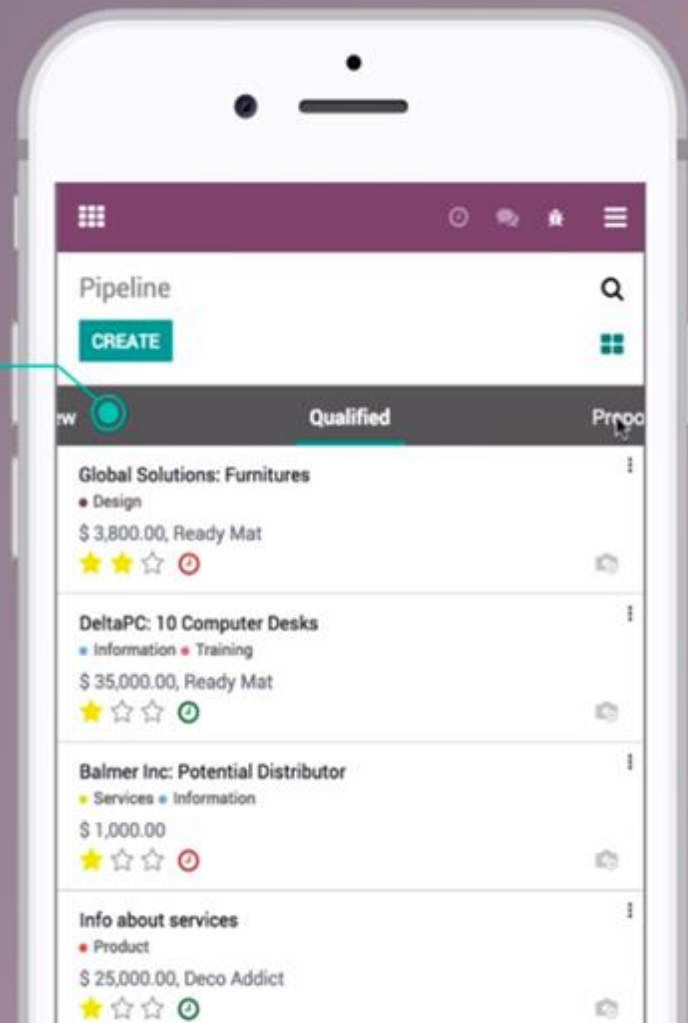 Pipeline
CREATE
ew Qualified Propo
Global Solutions: Furnitures
Design
$ 3,800.00, Ready Mat
DeltaPC: 10 Computer Desks
Information Training
$ 35,000.00, Ready Mat
Balmer Inc: Potential Distributor
Services Information
$ 1,000.00
Info about services
Product
$ 25,000.00, Deco Addict